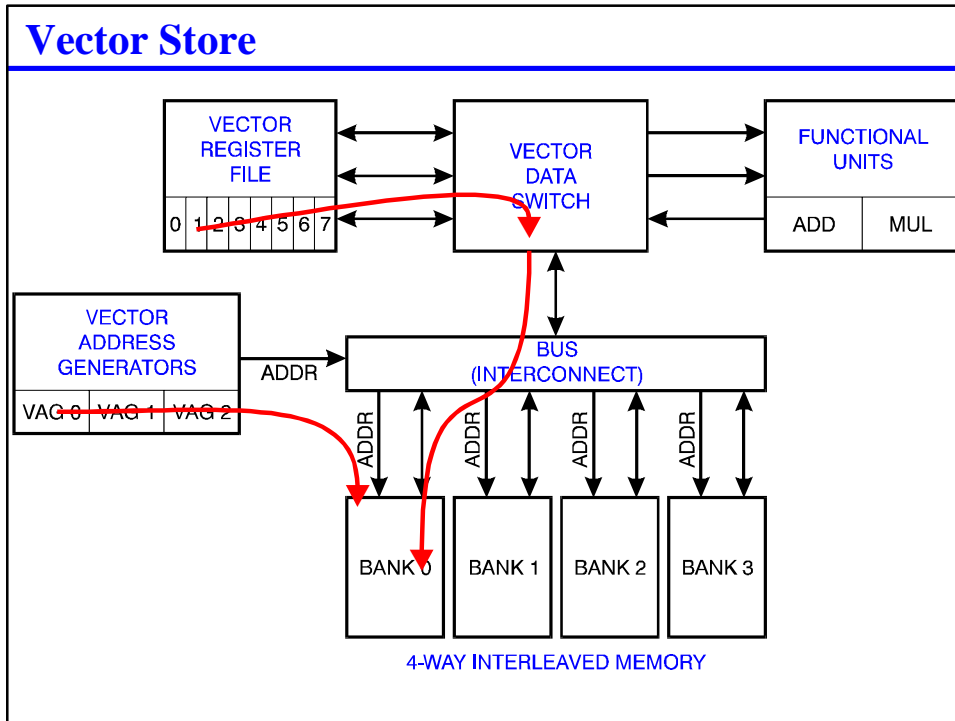 Vector Store
VECTOR
REGISTER
FILE
0 1 2 3 4 5 6 7
VECTOR
DATA
SWITCH
FUNCTIONAL
UNITS
ADD MUL
VECTOR
ADDRESS
GENERATORS
VAG 0 VAG 1 VAG 2
ADDR
BUS
(INTERCONNECT)
ADDR
ADDR
ADDR
ADDR
BANK 0
BANK 1
BANK 2
BANK 3
4-WAY INTERLEAVED MEMORY